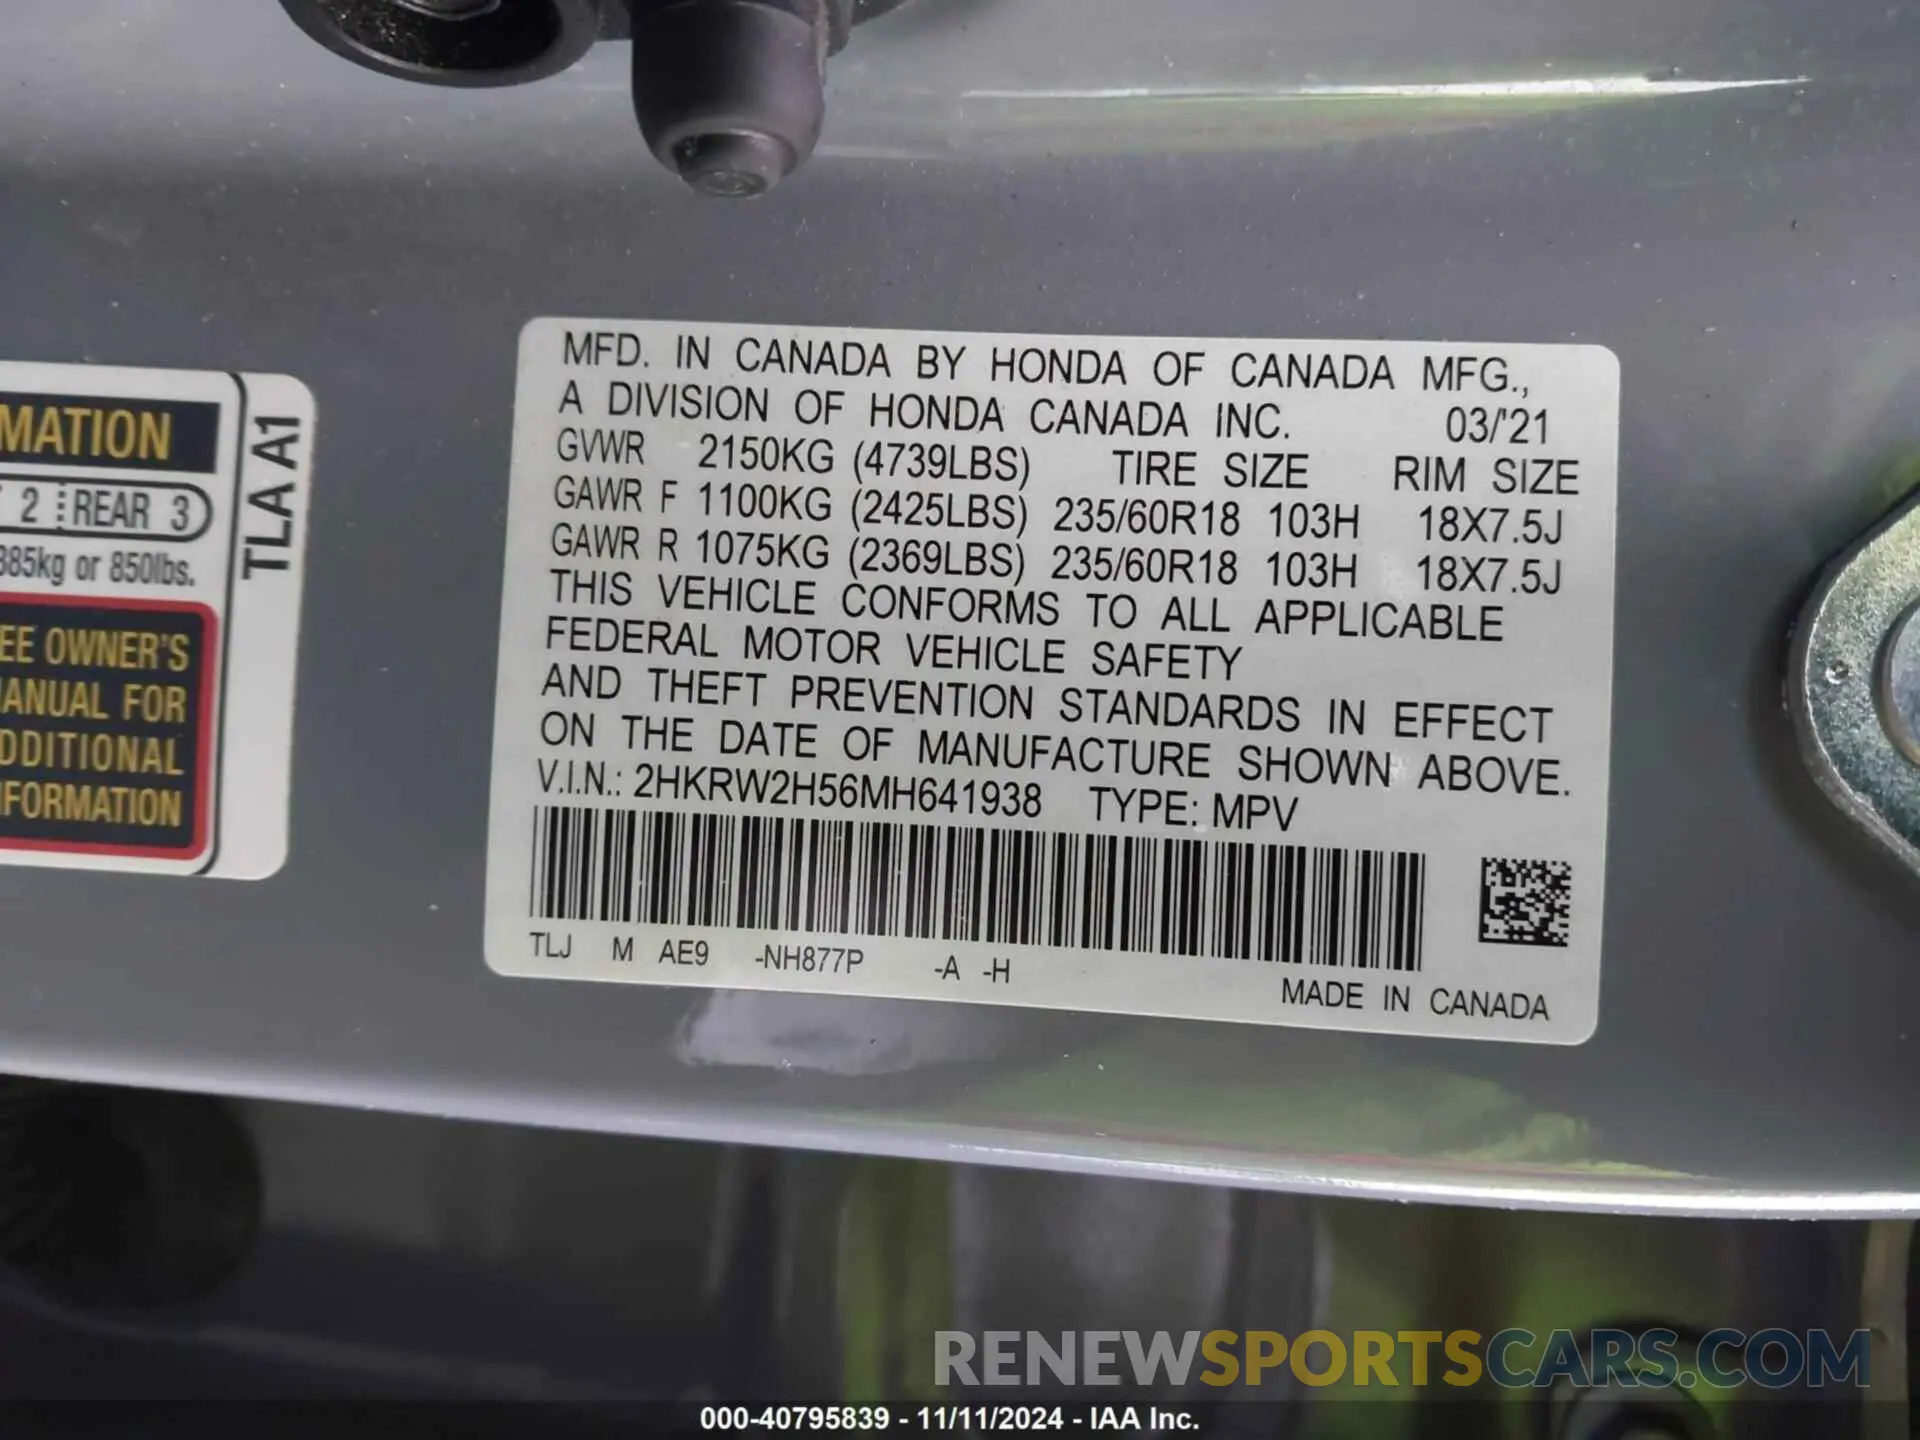 MATION
2 REAR 3
385kg or 850lbs.
EE OWNER'S
ANUAL FOR
DDITIONAL
FORMATION
TLA A1
MFD. IN CANADA BY HONDA OF CANADA MFG.,
A DIVISION OF HONDA CANADA INC. 03/'21
GVWR 2150KG (4739LBS) TIRE SIZE RIM SIZE
GAWR F 1100KG (2425LBS) 235/60R18 103H 18X7.5J
GAWR R 1075KG (2369LBS) 235/60R18 103H 18X7.5J
THIS VEHICLE CONFORMS TO ALL APPLICABLE
FEDERAL MOTOR VEHICLE SAFETY
AND THEFT PREVENTION STANDARDS IN EFFECT
ON THE DATE OF MANUFACTURE SHOWN ABOVE.
V.I.N.: 2HKRW2H56MH641938 TYPE: MPV
TLJ M AE9 -NH877P -A -H
MADE IN CANADA
RENEWSPORTSCARS.COM
000-40795839 - 11/11/2024 - IAA Inc.